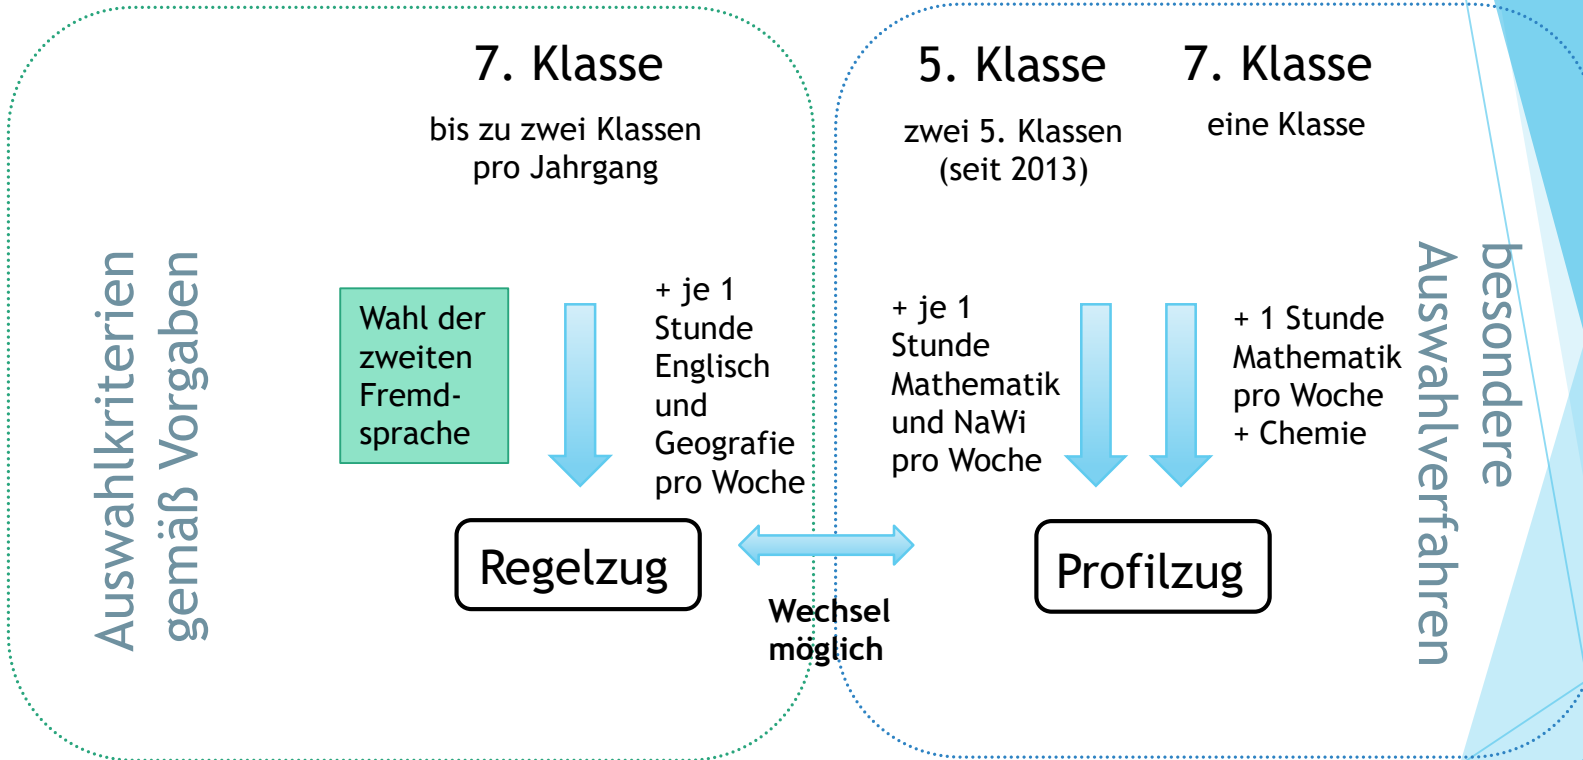 7. Klasse
bis zu zwei Klassen
pro Jahrgang
Auswahlkriterien
gemäß Vorgaben
Wahl der
zweiten
Fremd-
sprache
+ je 1
Stunde
Englisch
und
Geografie
pro Woche
Regelzug
Wechsel
möglich
5. Klasse
zwei 5. Klassen
(seit 2013)
7. Klasse
eine Klasse
+ je 1
Stunde
Mathematik
und NaWi
pro Woche
+ 1 Stunde
Mathematik
pro Woche
+ Chemie
Profilzug
besondere
Auswahlverfahren